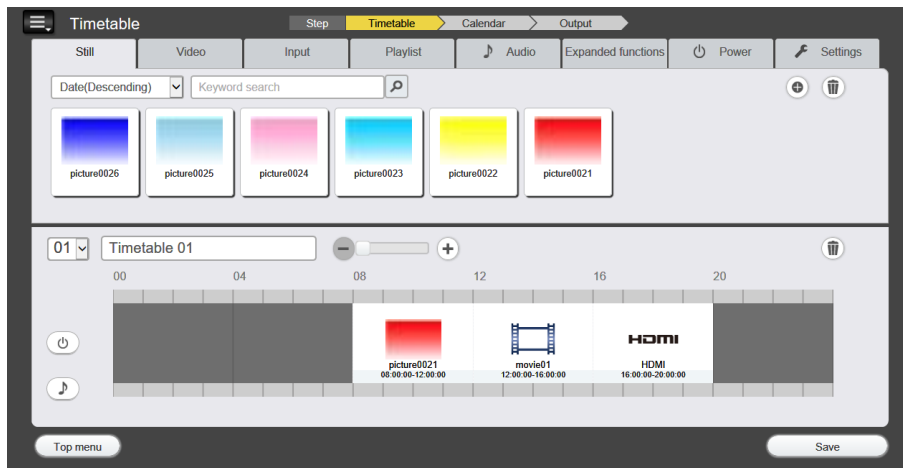 Timetable
Step Timetable Calendar Output
Still Video Input Playlist Audio Expanded functions Power Settings
Date(Descending) Keyword search
picture0026 picture0025 picture0024 picture0023 picture0022 picture0021
01 Timetable 01
00 04 08 12 16 20
HDMI
picture0021 movie01 HDMI
08:00:00-12:00:00 12:00:00-16:00:00 16:00:00-20:00:00
Top menu Save